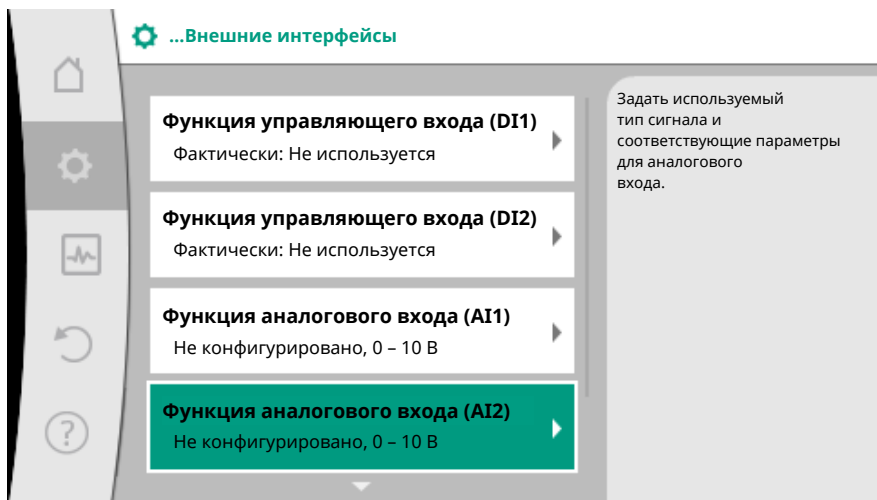 ...Внешние интерфейсы
Функция управляющего входа (DI1)
Фактически: Не используется
Функция управляющего входа (DI2)
Фактически: Не используется
Функция аналогового входа (AI1)
Не конфигурировано, 0 – 10 В
Функция аналогового входа (AI2)
Не конфигурировано, 0 – 10 В
Задать используемый
тип сигнала и
соответствующие параметры
для аналогового
входа.
?